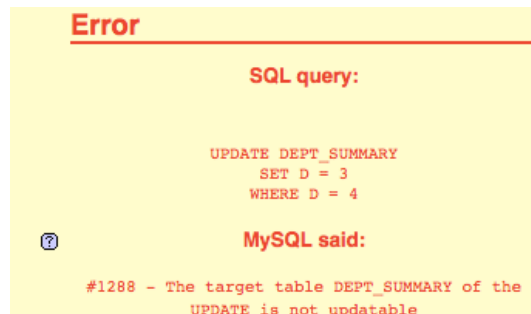 Error
SQL query:
UPDATE DEPT_SUMMARY
SET D = 3
WHERE D = 4
?
MySQL said:
#1288 - The target table DEPT_SUMMARY of the
UPDATE is not updatable